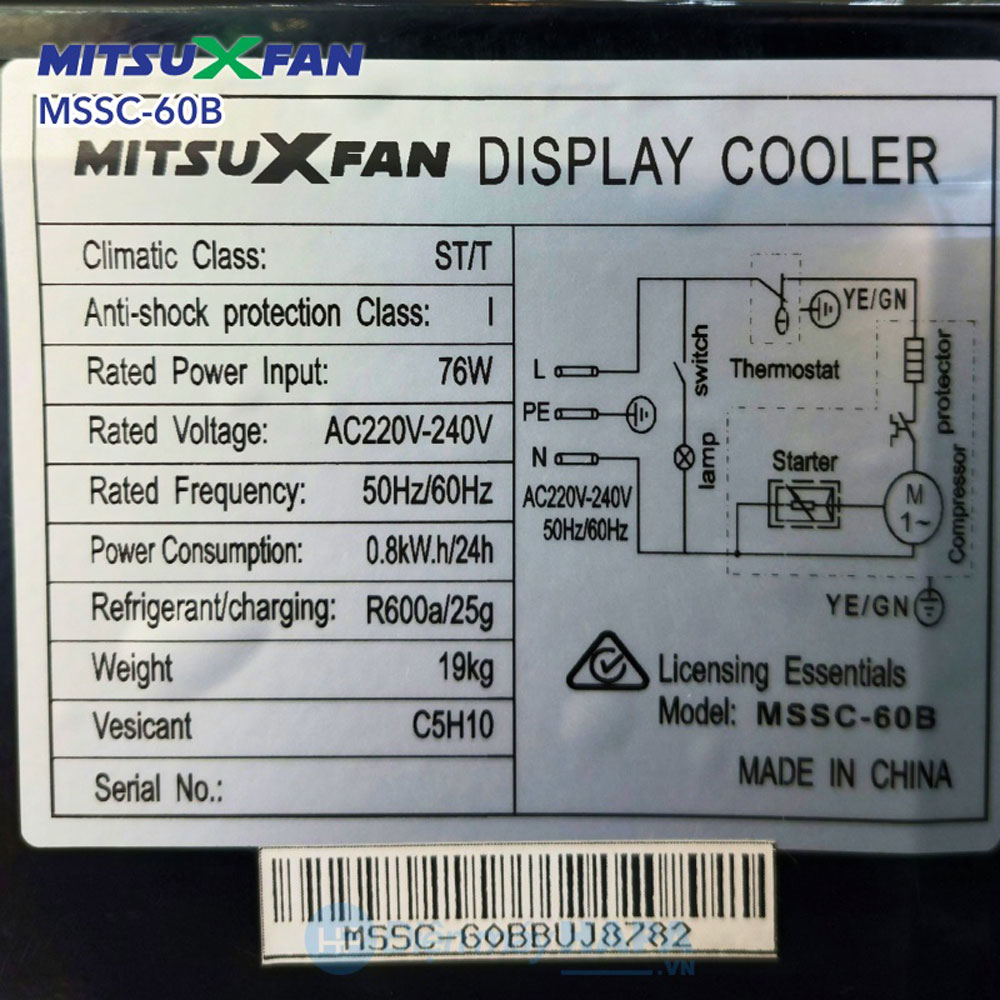 MITSUXFAN
MSSC-60B
MITSUXFAN DISPLAY COOLER
Climatic Class: ST/T
Anti-shock protection Class: I
Rated Power Input: 76W
Rated Voltage: AC220V-240V
Rated Frequency: 50Hz/60Hz
Power Consumption: 0.8kW.h/24h
Refrigerant/charging: R600a/25g
Weight 19kg
Vesicant C5H10
Serial No.:
YE/GN
Thermostat
L
PE
N
AC220V-240V
50Hz/60Hz
switch
lamp
Starter
M
1~
protector
Compressor
YE/GN
Licensing Essentials
Model: MSSC-60B
MADE IN CHINA
MSSC-60BBUJ8782
.VN